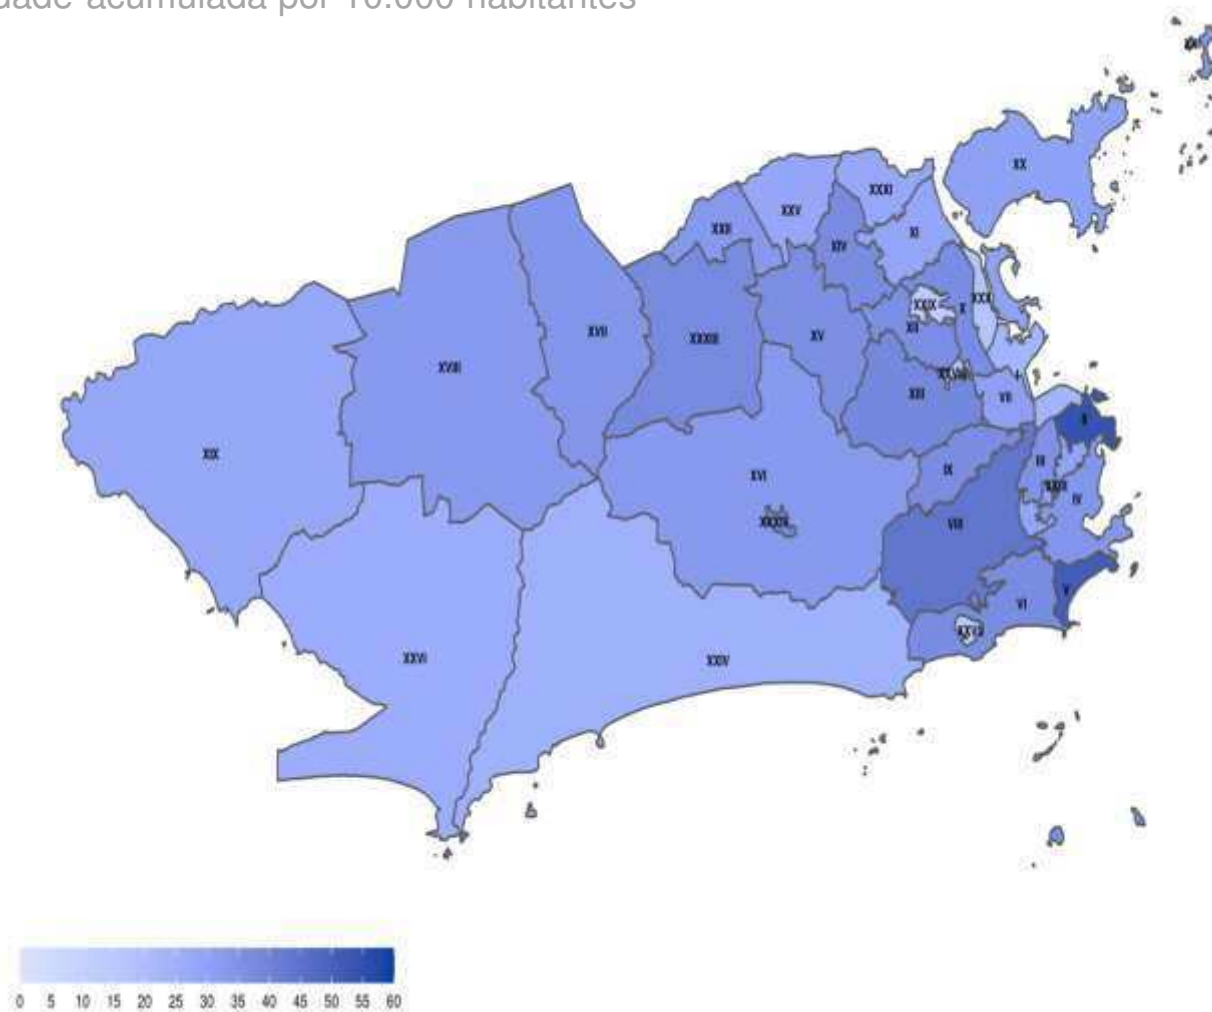 dade acumulada por 10.000 habitantes
XX
XXXI
XXV
XI
XXII
XIV
XXX
XXIX
X
XII
XVII
XV
XXXIII
XVIII
XIII
VII
II
XIX
III
IX
XVI
IV
VIII
V
VI
XXVI
XXIV
0 5 10 15 20 25 30 35 40 45 50 55 60